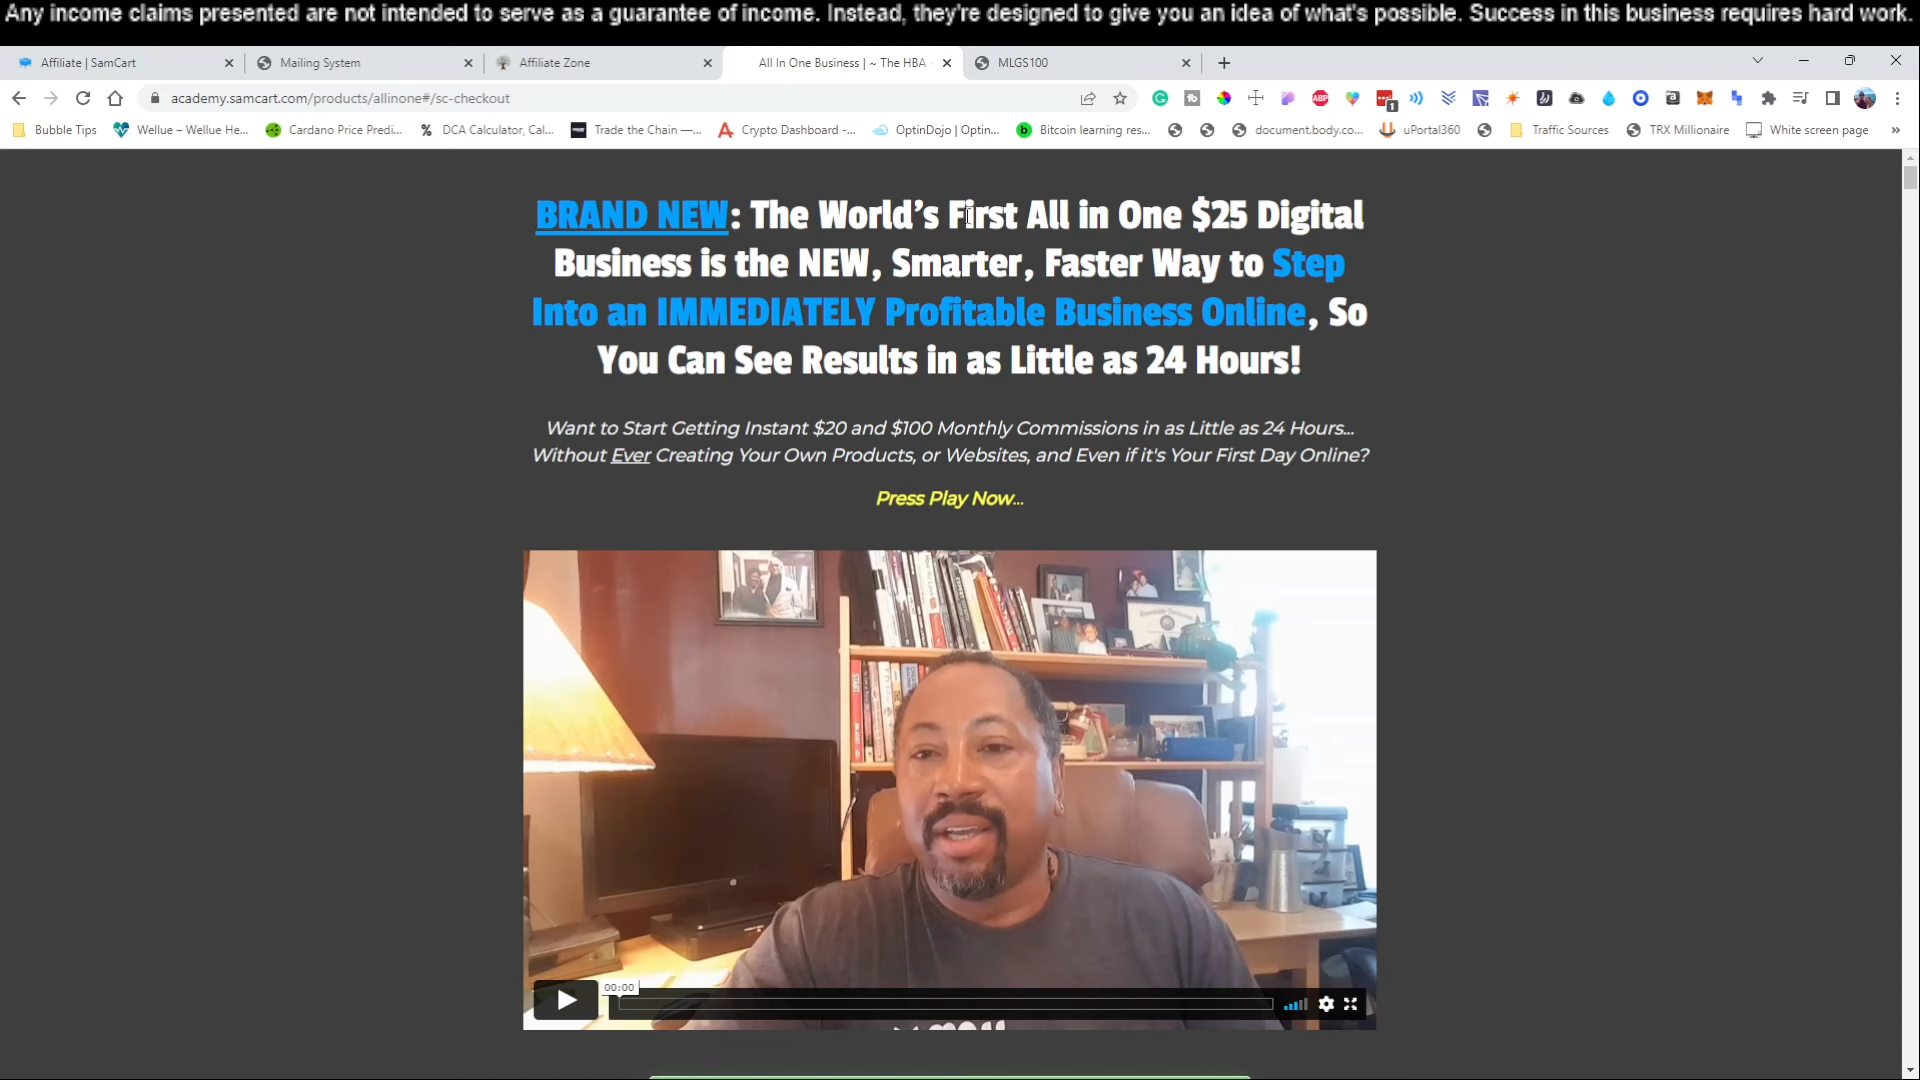 Any income claims presented are not intended to serve as a guarantee of income. Instead, they're designed to give you an idea of what's possible. Success in this business requires hard work.
Affiliate | SamCart
Mailing System
Affiliate Zone
All In One Business | ~ The HBA
MLGS100
academy.samcart.com/products/allinone#/sc-checkout
ABP
1
Bubble Tips
Wellue – Wellue He...
Cardano Price Predi...
DCA Calculator, Cal...
Trade the Chain —...
Crypto Dashboard -...
OptinDojo | Optin...
Bitcoin learning res...
document.body.co...
uPortal360
Traffic Sources
TRX Millionaire
White screen page
»
BRAND NEW: The World's First All in One $25 Digital
Business is the NEW, Smarter, Faster Way to Step
Into an IMMEDIATELY Profitable Business Online, So
You Can See Results in as Little as 24 Hours!
Want to Start Getting Instant $20 and $100 Monthly Commissions in as Little as 24 Hours...
Without Ever Creating Your Own Products, or Websites, and Even if it's Your First Day Online?
Press Play Now...
00:00